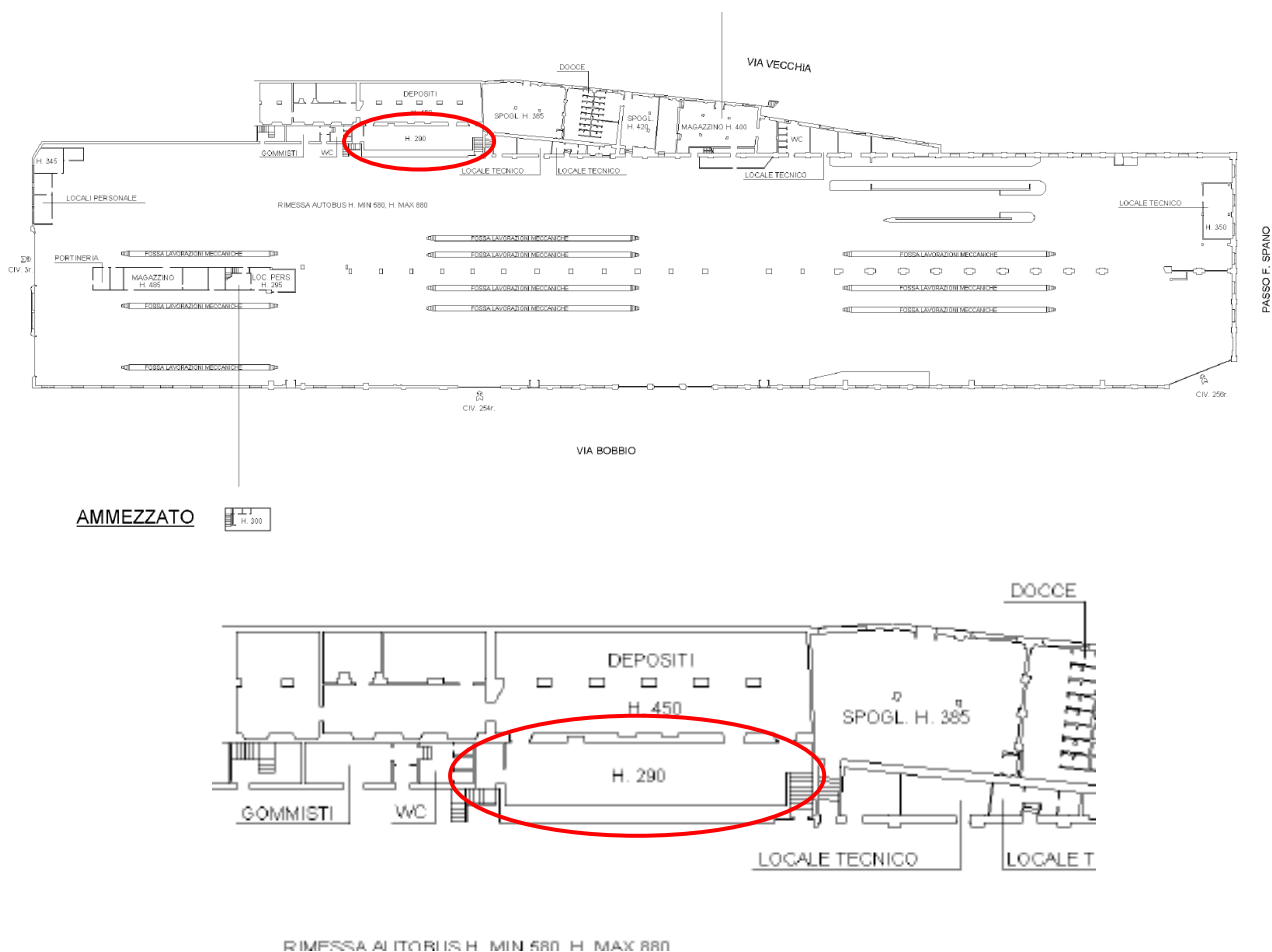 VIA VECCHIA
DOCCE
DEPOSITI
SPOGL. H. 385
SPOGL.
H. 420
MAGAZZINO H. 400
H. 290
WC
GOMMISTI
WC
H. 345
LOCALE TECNICO
LOCALE TECNICO
LOCALE TECNICO
LOCALI PERSONALE
RIMESSA AUTOBUS H. MIN 580, H. MAX 880
LOCALE TECNICO
H. 350
FOSSA LAVORAZIONI MECCANICHE
FOSSA LAVORAZIONI MECCANICHE
FOSSA LAVORAZIONI MECCANICHE
FOSSA LAVORAZIONI MECCANICHE
PORTINERIA
CIV. 3r.
MAGAZZINO
H. 485
LOC. PERS.
H. 295
FOSSA LAVORAZIONI MECCANICHE
FOSSA LAVORAZIONI MECCANICHE
FOSSA LAVORAZIONI MECCANICHE
FOSSA LAVORAZIONI MECCANICHE
FOSSA LAVORAZIONI MECCANICHE
FOSSA LAVORAZIONI MECCANICHE
PASSO F. SPANO
CIV. 254r.
CIV. 256r.
VIA BOBBIO
AMMEZZATO
H. 300
DOCCE
DEPOSITI
H. 450
SPOGL. H. 385
H. 290
GOMMISTI
WC
LOCALE TECNICO
LOCALE T
RIMESSA AUTOBUS H. MIN 580, H. MAX 880